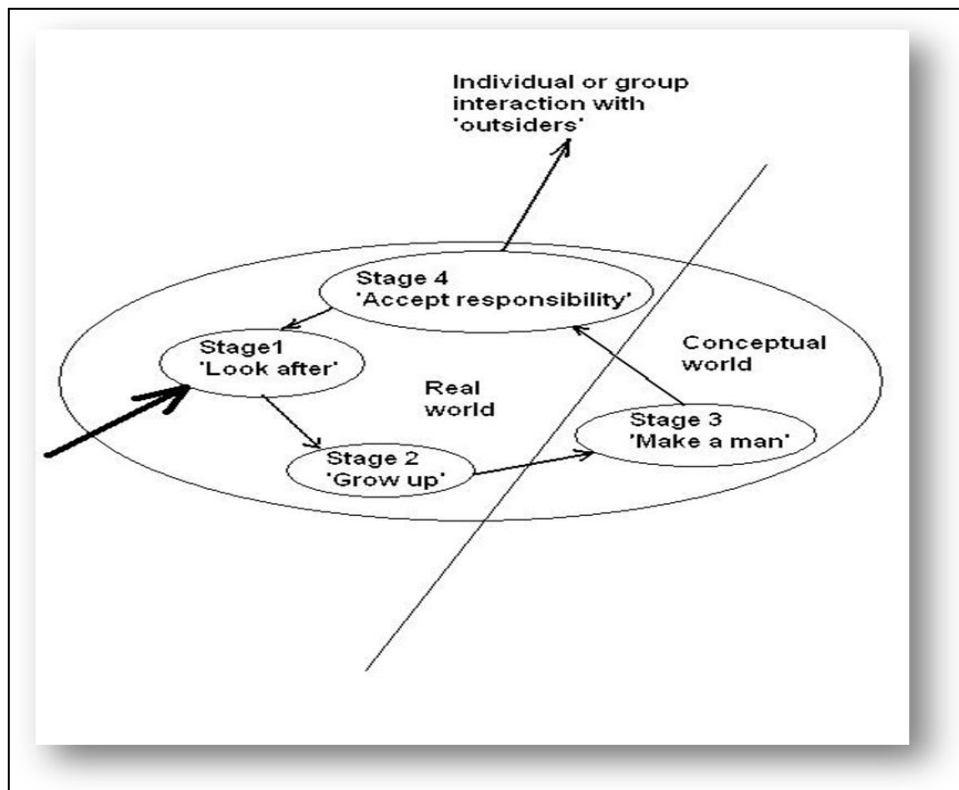 Individual or group
interaction with
'outsiders'
Stage 4
'Accept responsibility'
Stage1
'Look after'
Conceptual
world
Real
world
Stage 3
'Make a man'
Stage 2
'Grow up'